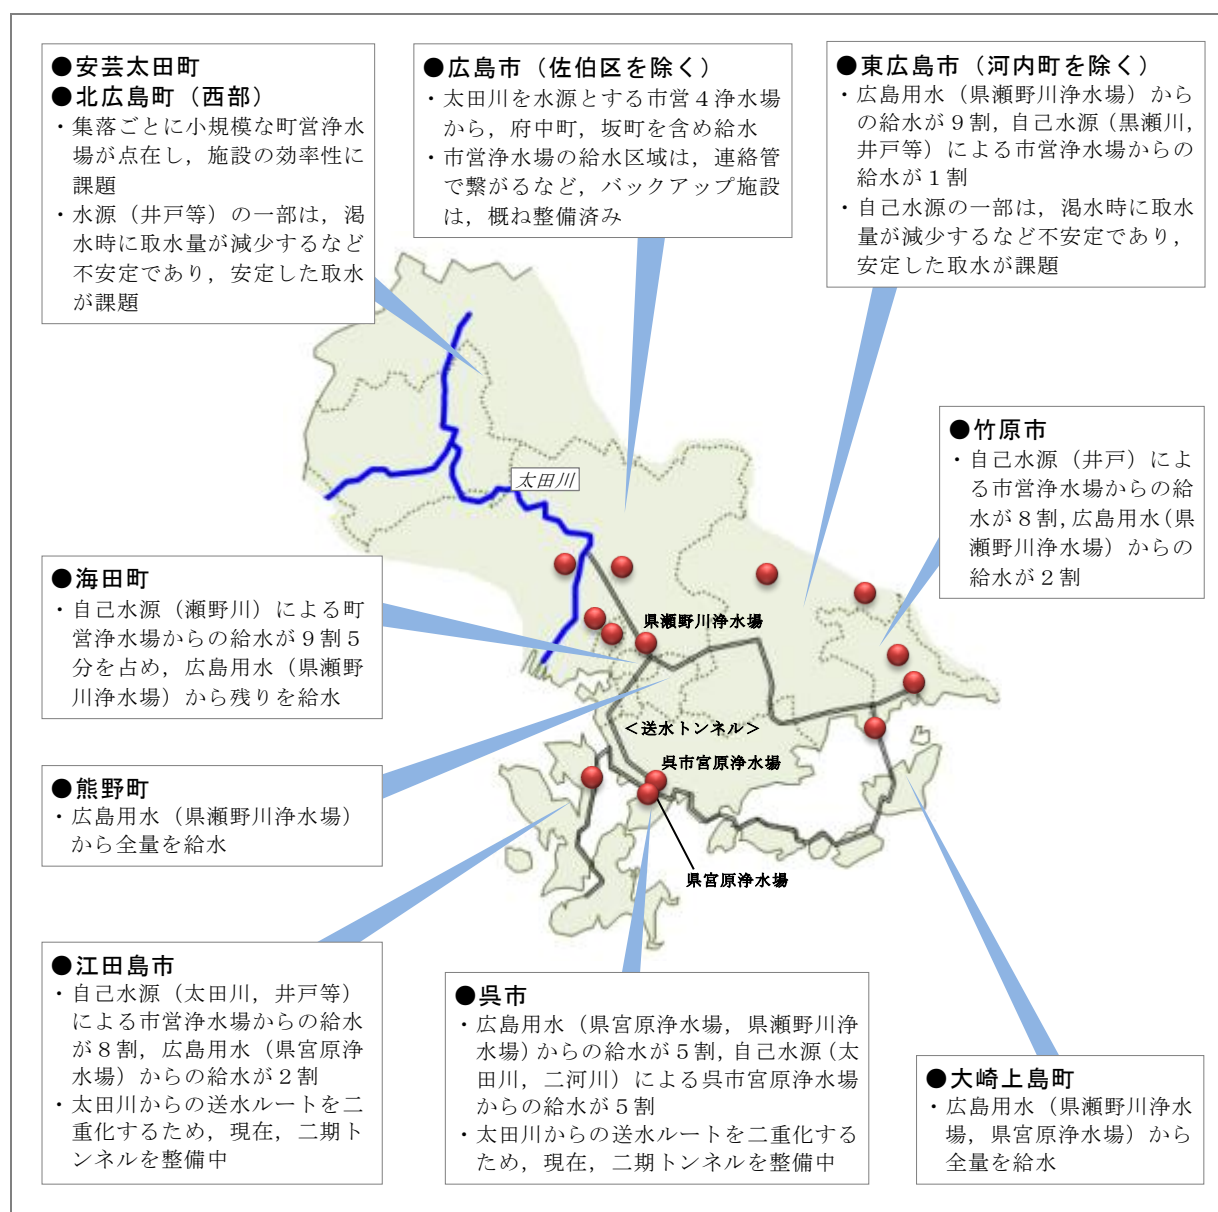 ●安芸太田町
●北広島町（西部）
・集落ごとに小規模な町営浄水
場が点在し，施設の効率性に
課題
・水源（井戸等）の一部は，渇
水時に取水量が減少するなど
不安定であり，安定した取水
が課題
●広島市（佐伯区を除く）
・太田川を水源とする市営４浄水場
から，府中町，坂町を含め給水
・市営浄水場の給水区域は，連絡管
で繋がるなど，バックアップ施設
は，概ね整備済み
●東広島市（河内町を除く）
・広島用水（県瀬野川浄水場）から
の給水が９割，自己水源（黒瀬川，
井戸等）による市営浄水場からの
給水が１割
・自己水源の一部は，渇水時に取水
量が減少するなど不安定であり，
安定した取水が課題
●竹原市
・自己水源（井戸）によ
る市営浄水場からの給
水が８割，広島用水（県
瀬野川浄水場）からの
給水が２割
太田川
●海田町
・自己水源（瀬野川）による町
営浄水場からの給水が９割５
分を占め，広島用水（県瀬野
川浄水場）から残りを給水
県瀬野川浄水場
＜送水トンネル＞
呉市宮原浄水場
県宮原浄水場
●熊野町
・広島用水（県瀬野川浄水場）
から全量を給水
●江田島市
・自己水源（太田川，井戸等）
による市営浄水場からの給水
が８割，広島用水（県宮原浄
水場）からの給水が２割
・太田川からの送水ルートを二
重化するため，現在，二期ト
ンネルを整備中
●呉市
・広島用水（県宮原浄水場，県瀬野川浄
水場）からの給水が５割，自己水源（太
田川，二河川）による呉市宮原浄水場
からの給水が５割
・太田川からの送水ルートを二重化する
ため，現在，二期トンネルを整備中
●大崎上島町
・広島用水（県瀬野川浄水
場，県宮原浄水場）から
全量を給水